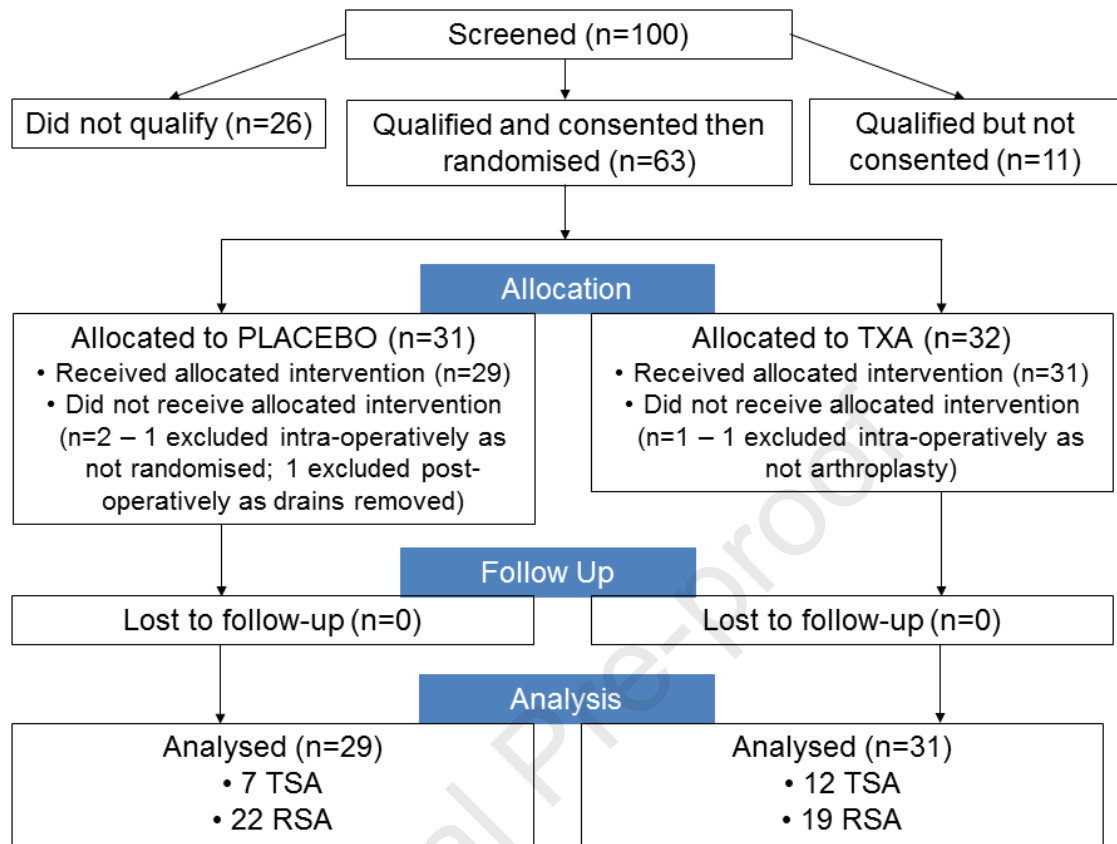 Screened (n=100)
Did not qualify (n=26)
Qualified and consented then
randomised (n=63)
Qualified but not
consented (n=11)
Allocation
Allocated to PLACEBO (n=31)
• Received allocated intervention (n=29)
• Did not receive allocated intervention
(n=2 – 1 excluded intra-operatively as
not randomised; 1 excluded post-
operatively as drains removed)
Allocated to TXA (n=32)
• Received allocated intervention (n=31)
• Did not receive allocated intervention
(n=1 – 1 excluded intra-operatively as
not arthroplasty)
Follow Up
Lost to follow-up (n=0)
Lost to follow-up (n=0)
Analysis
Analysed (n=29)
• 7 TSA
• 22 RSA
Analysed (n=31)
• 12 TSA
• 19 RSA
al Pre-proof